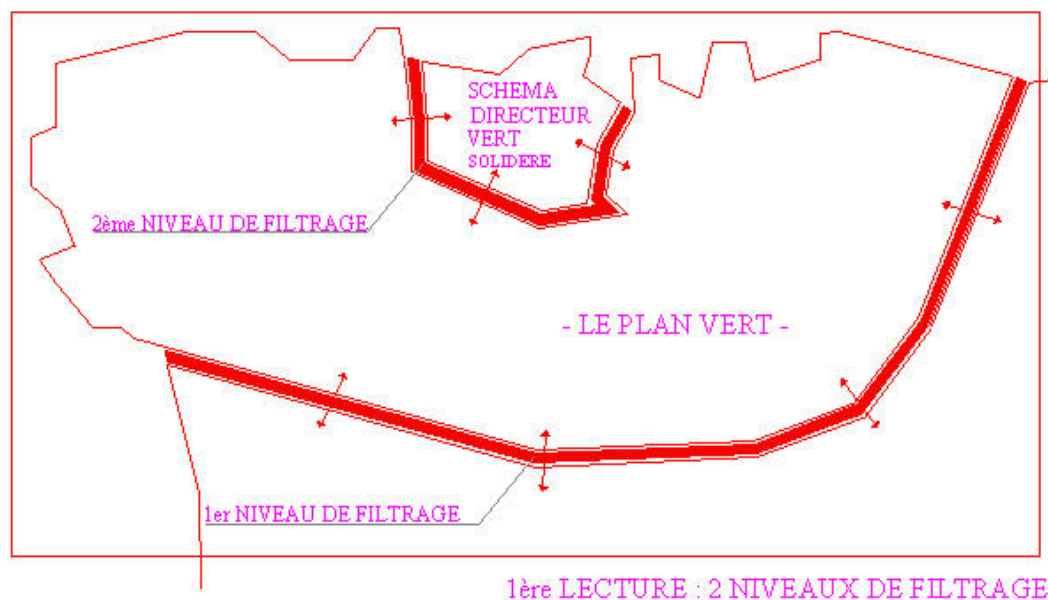 SCHEMA
DIRECTEUR
VERT
SOLIDERE
2ème NIVEAU DE FILTRAGE
- LE PLAN VERT -
1er NIVEAU DE FILTRAGE
1ère LECTURE : 2 NIVEAUX DE FILTRAGE